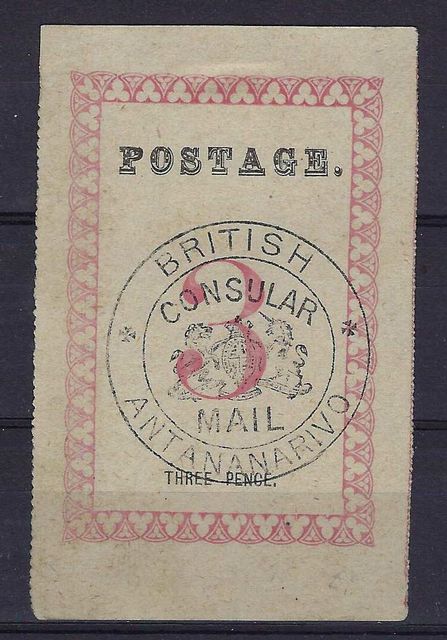 POSTAGE.
BRITISH
CONSULAR
3
MAIL
ANTANANARIVO
THREE PENCE.